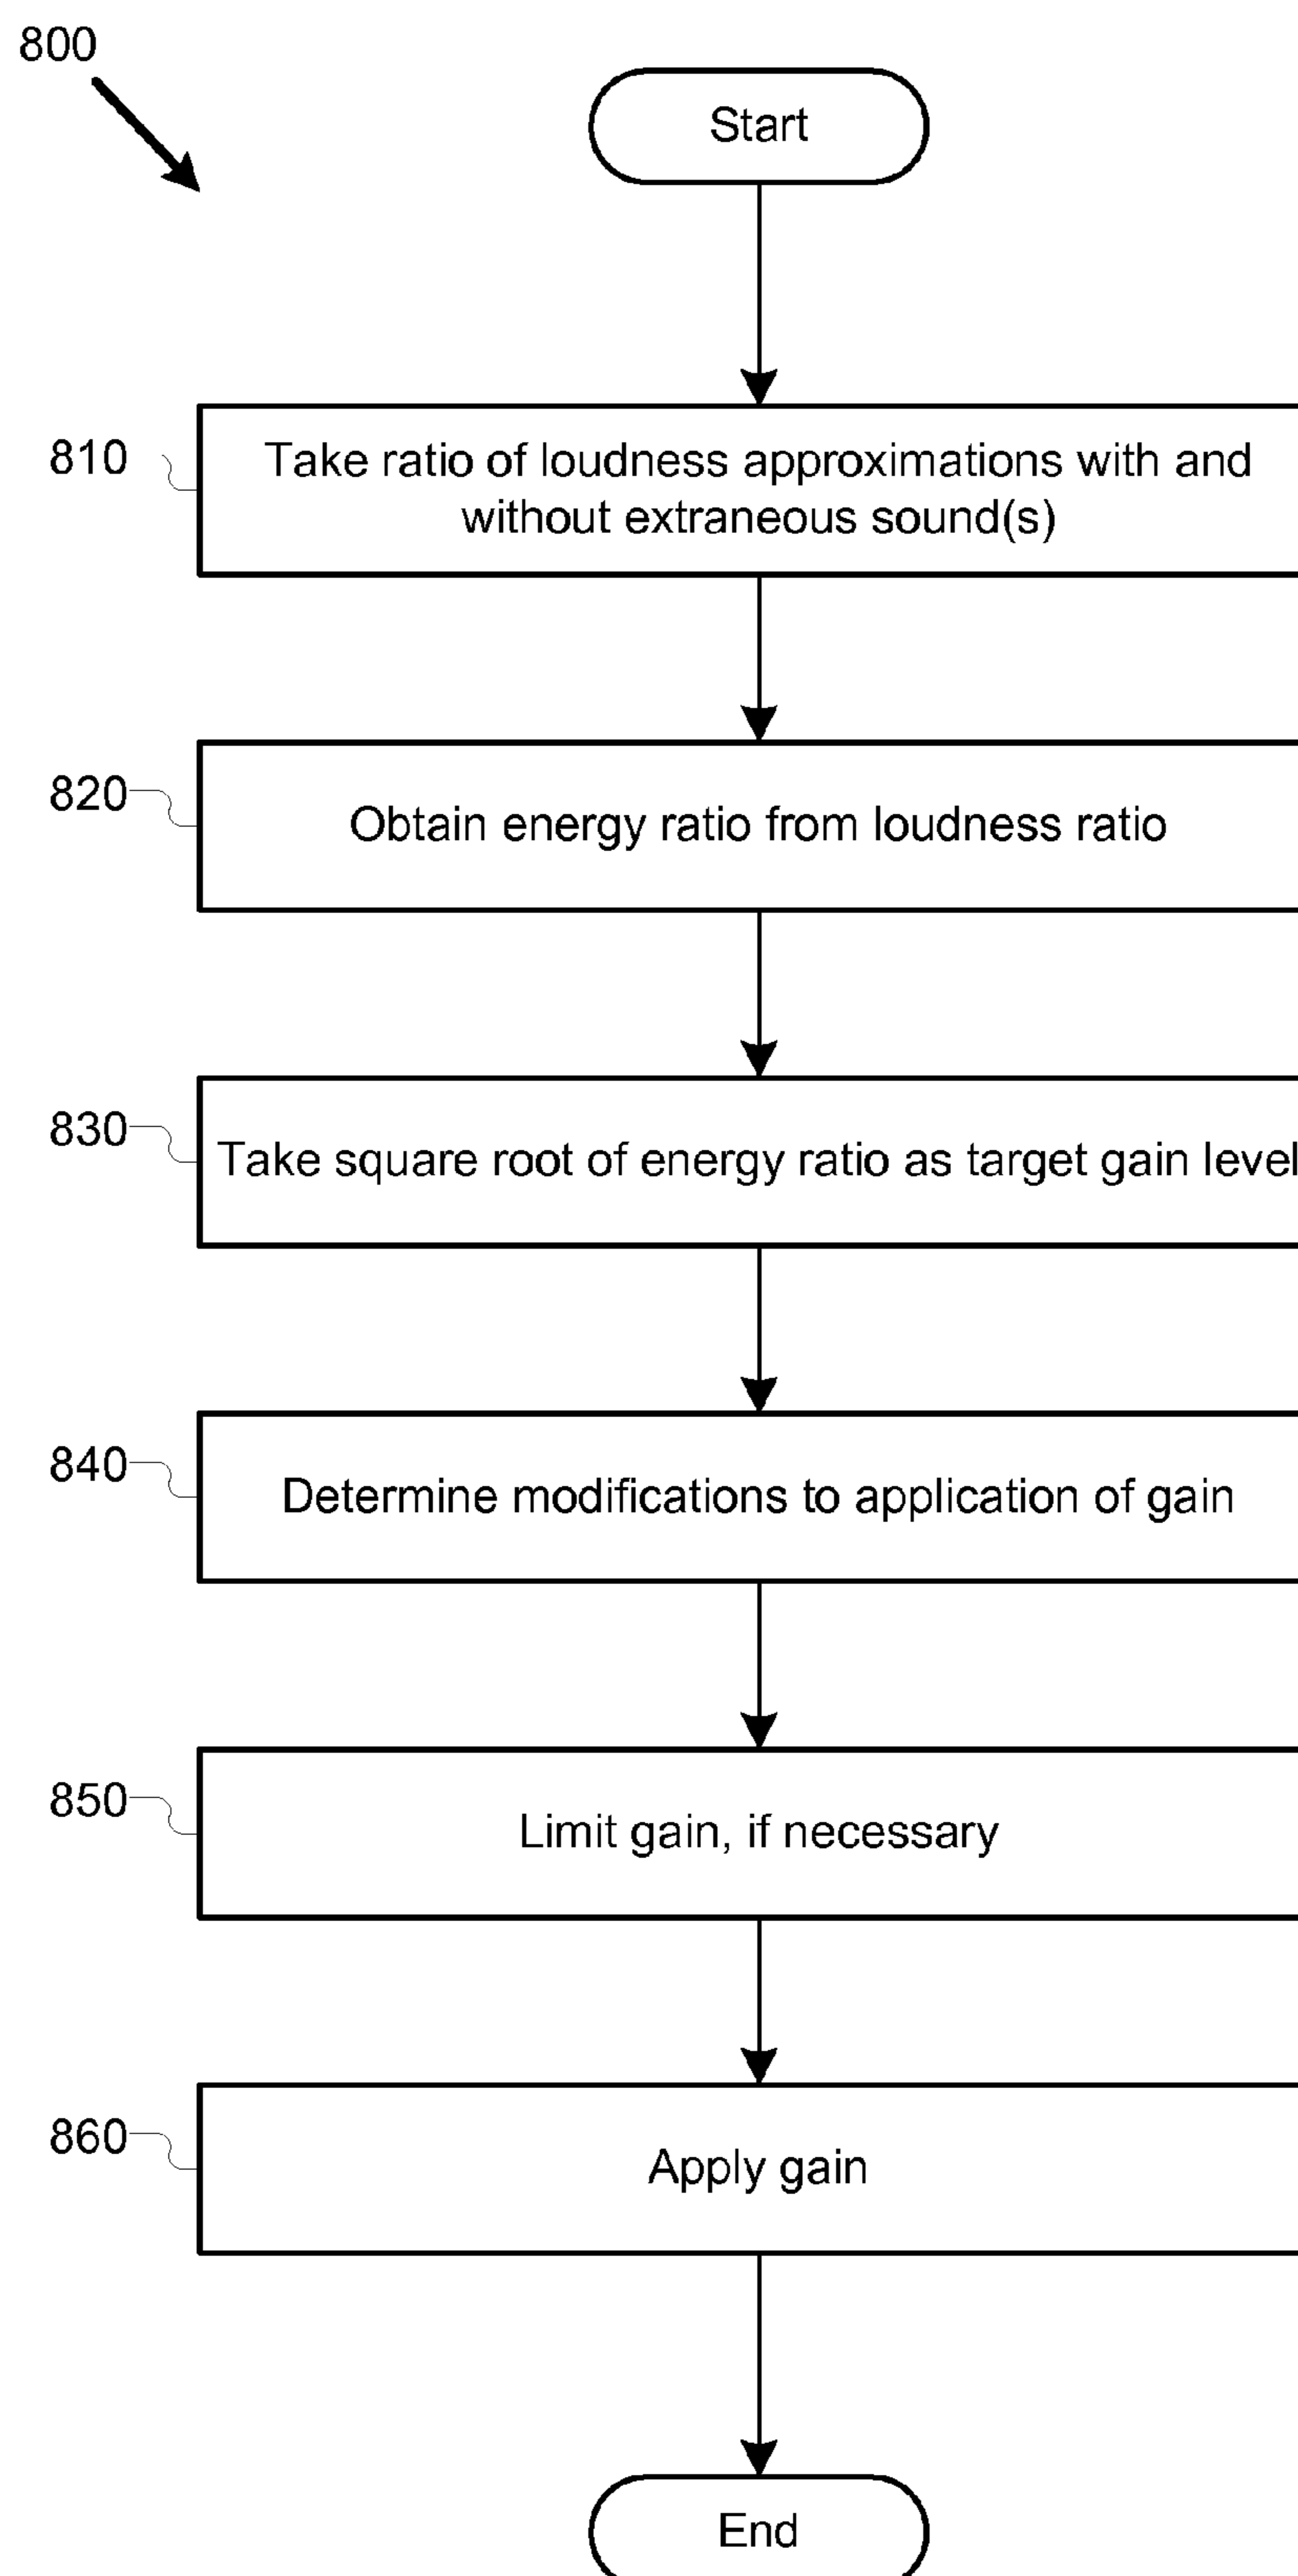 800
Start
810
Take ratio of loudness approximations with and
without extraneous sound(s)
820
Obtain energy ratio from loudness ratio
830
Take square root of energy ratio as target gain level
840
Determine modifications to application of gain
850
Limit gain, if necessary
860
Apply gain
End